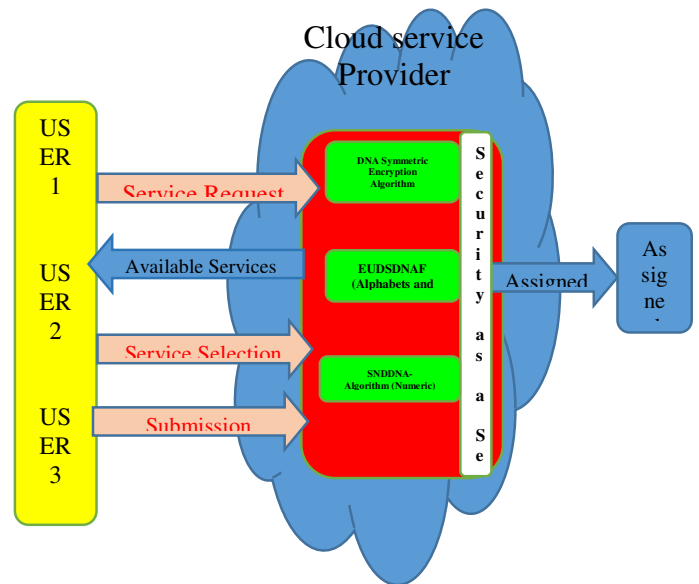 Cloud service
Provider
US
ER
1
US
ER
2
US
ER
3
Service Request
Available Services
Service Selection
Submission
DNA Symmetric
Encryption
Algorithm
EUDSDNAF
(Alphabets and
SNDDNA-
Algorithm (Numeric)
S
e
c
u
r
i
t
y
a
s
a
S
e
Assigned
As
sig
ne